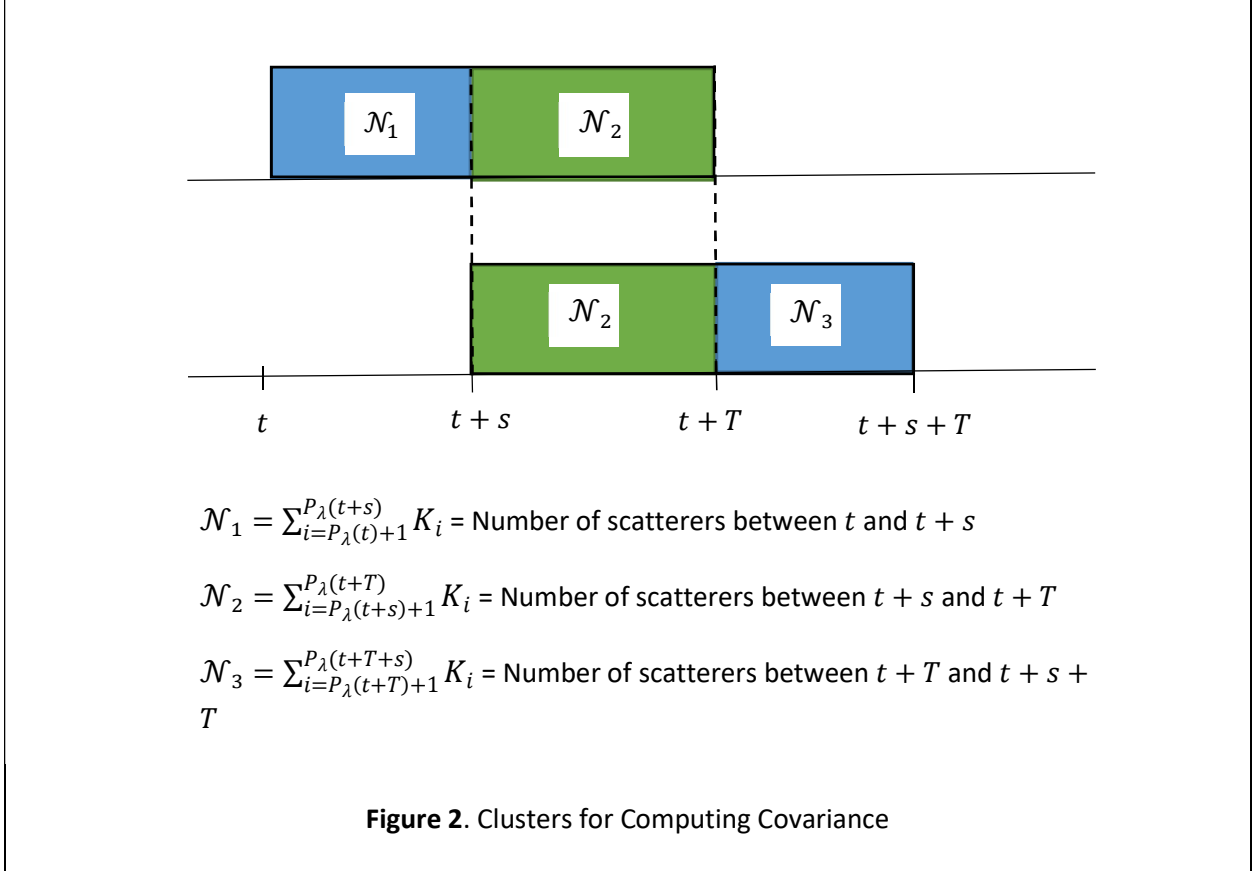 𝒩₁ 𝒩₂
𝒩₂ 𝒩₃
t t + s t + T t + s + T
𝒩₁ = ∑_{i=P_λ(t)+1}^{P_λ(t+s)} K_i = Number of scatterers between t and t + s
𝒩₂ = ∑_{i=P_λ(t+s)+1}^{P_λ(t+T)} K_i = Number of scatterers between t + s and t + T
𝒩₃ = ∑_{i=P_λ(t+T)+1}^{P_λ(t+T+s)} K_i = Number of scatterers between t + T and t + s +
T
Figure 2. Clusters for Computing Covariance